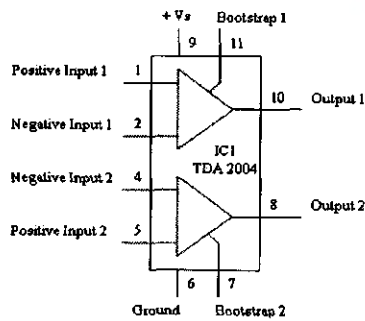 + Vs Bootstrap 1
9 11
Positive Input 1 1
10 Output 1
Negative Input 1 2
IC1
TDA 2004
Negative Input 2 4
8 Output 2
Positive Input 2 5
6 7
Ground Bootstrap 2